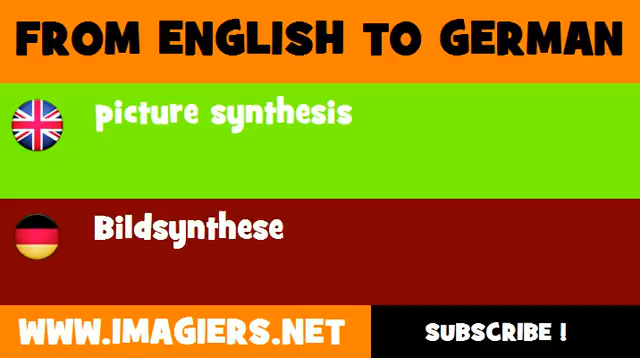 FROM ENGLISH TO GERMAN
picture synthesis
Bildsynthese
WWW.IMAGIERS.NET
SUBSCRIBE !